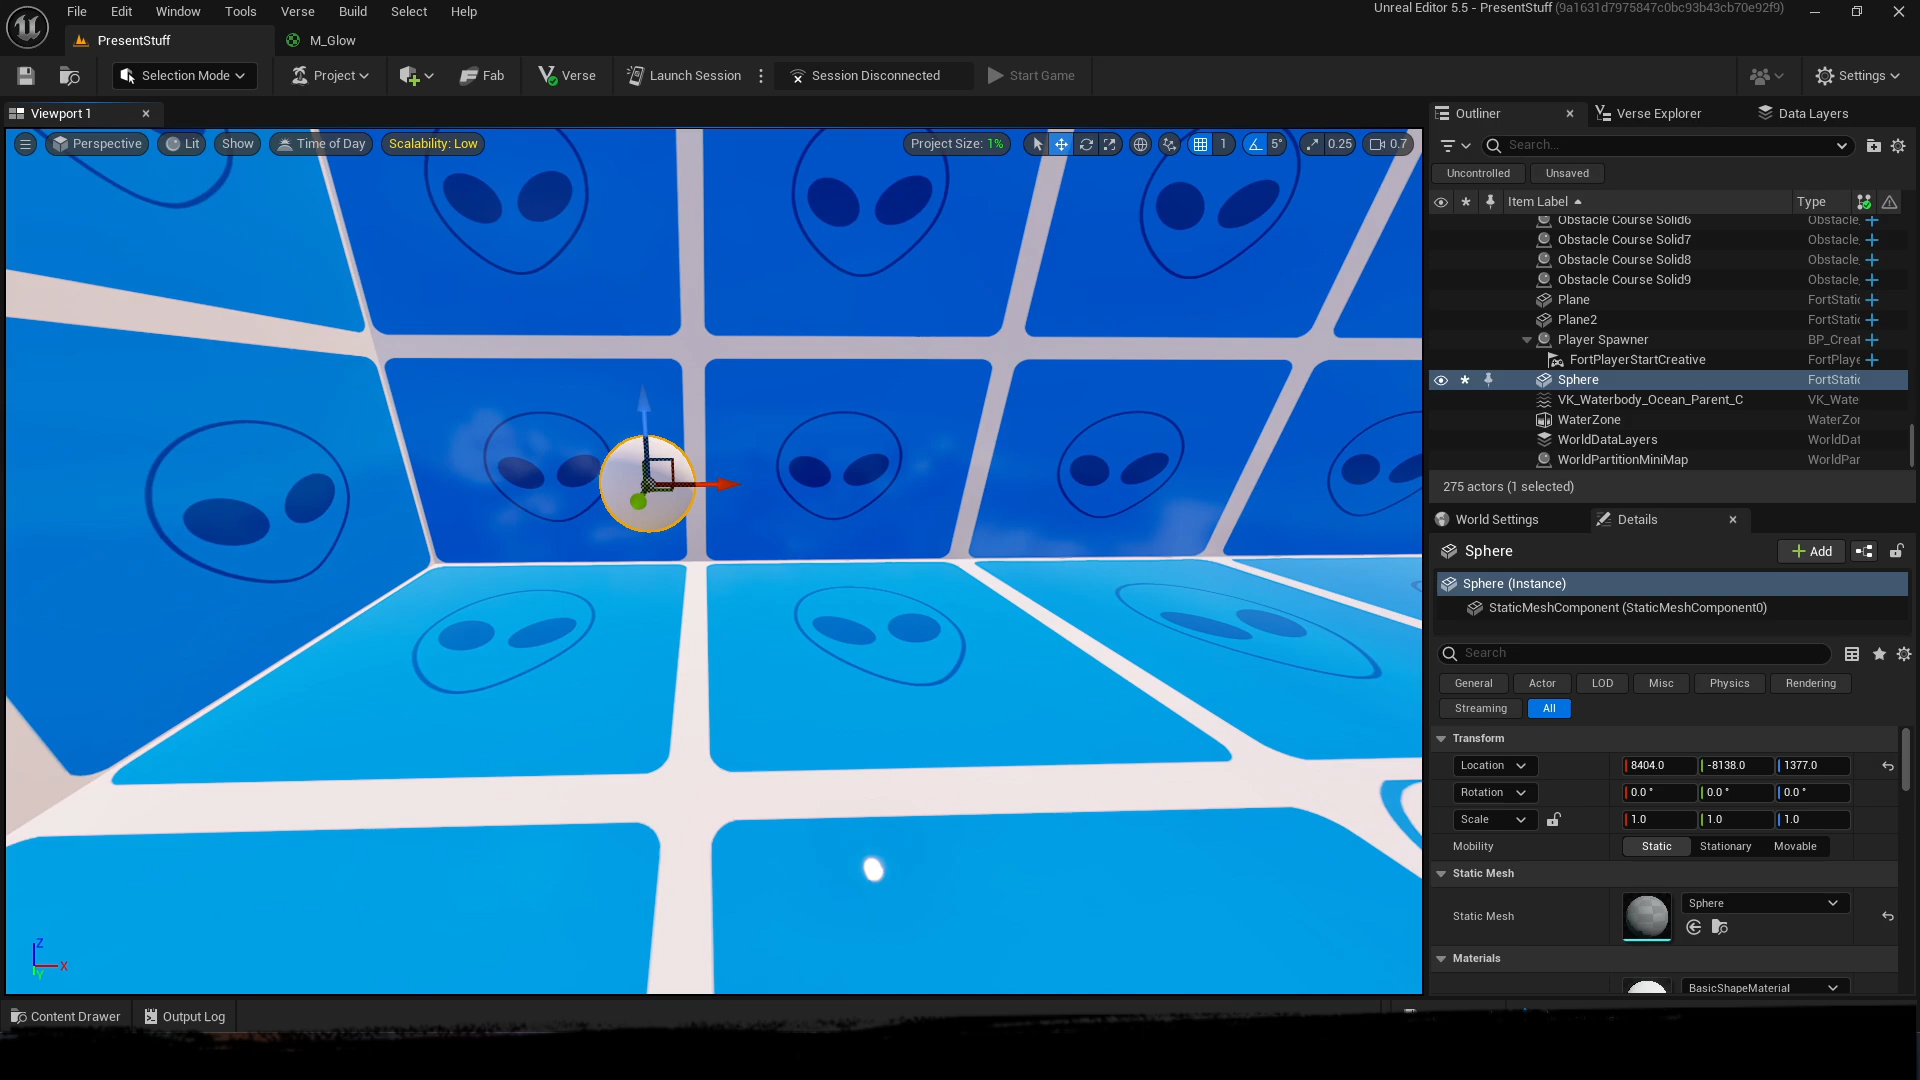 File Edit Window Tools Verse Build Select Help
Unreal Editor 5.5 - PresentStuff (9a1631d7975847c0bc93b43cb70e92f9)
PresentStuff
M_Glow
Selection Mode
Project
Fab
Verse
Launch Session
Session Disconnected
Start Game
Settings
Viewport 1
Perspective
Lit
Show
Time of Day
Scalability: Low
Project Size: 1%
1
5°
0.25
0.7
Outliner
Verse Explorer
Data Layers
Search...
Uncontrolled
Unsaved
Item Label
Type
Obstacle Course Solid6 Obstacle
Obstacle Course Solid7 Obstacle
Obstacle Course Solid8 Obstacle
Obstacle Course Solid9 Obstacle
Plane FortStatic
Plane2 FortStatic
Player Spawner BP_Creat
FortPlayerStartCreative FortPlaye
Sphere FortStatic
VK_Waterbody_Ocean_Parent_C VK_Wate
WaterZone WaterZor
WorldDataLayers WorldDat
WorldPartitionMiniMap WorldPar
275 actors (1 selected)
World Settings
Details
Sphere
Add
Sphere (Instance)
StaticMeshComponent (StaticMeshComponent0)
Search
General Actor LOD Misc Physics Rendering
Streaming All
Transform
Location 8404.0 -8138.0 1377.0
Rotation 0.0 ° 0.0 ° 0.0 °
Scale 1.0 1.0 1.0
Mobility Static Stationary Movable
Static Mesh
Static Mesh Sphere
Materials
BasicShapeMaterial
Z
X
Y
Content Drawer
Output Log